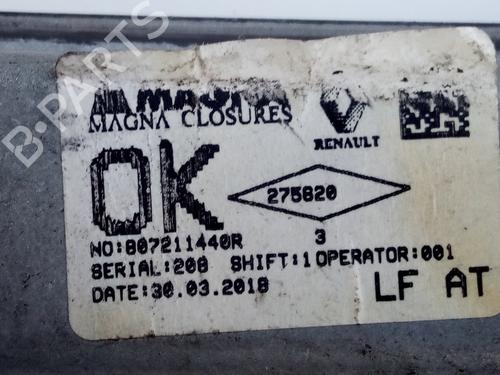 B-PARTS
MAGNA
MAGNA CLOSURES
RENAULT
OK
275820
3
NO:807211440R
SERIAL:208 SHIFT:1 OPERATOR:001
DATE:30.03.2018
LF AT